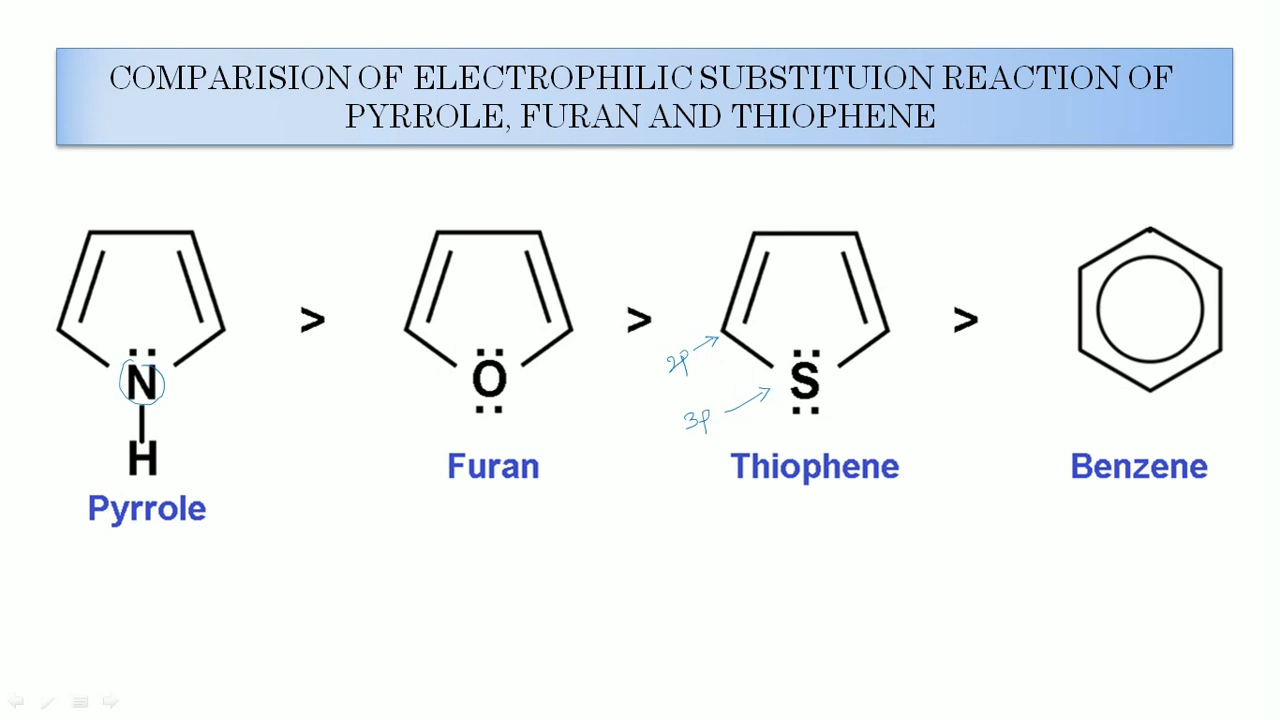 COMPARISION OF ELECTROPHILIC SUBSTITUION REACTION OF
PYRROLE, FURAN AND THIOPHENE
> > >
2p
N O S
3p
H
Furan Thiophene Benzene
Pyrrole